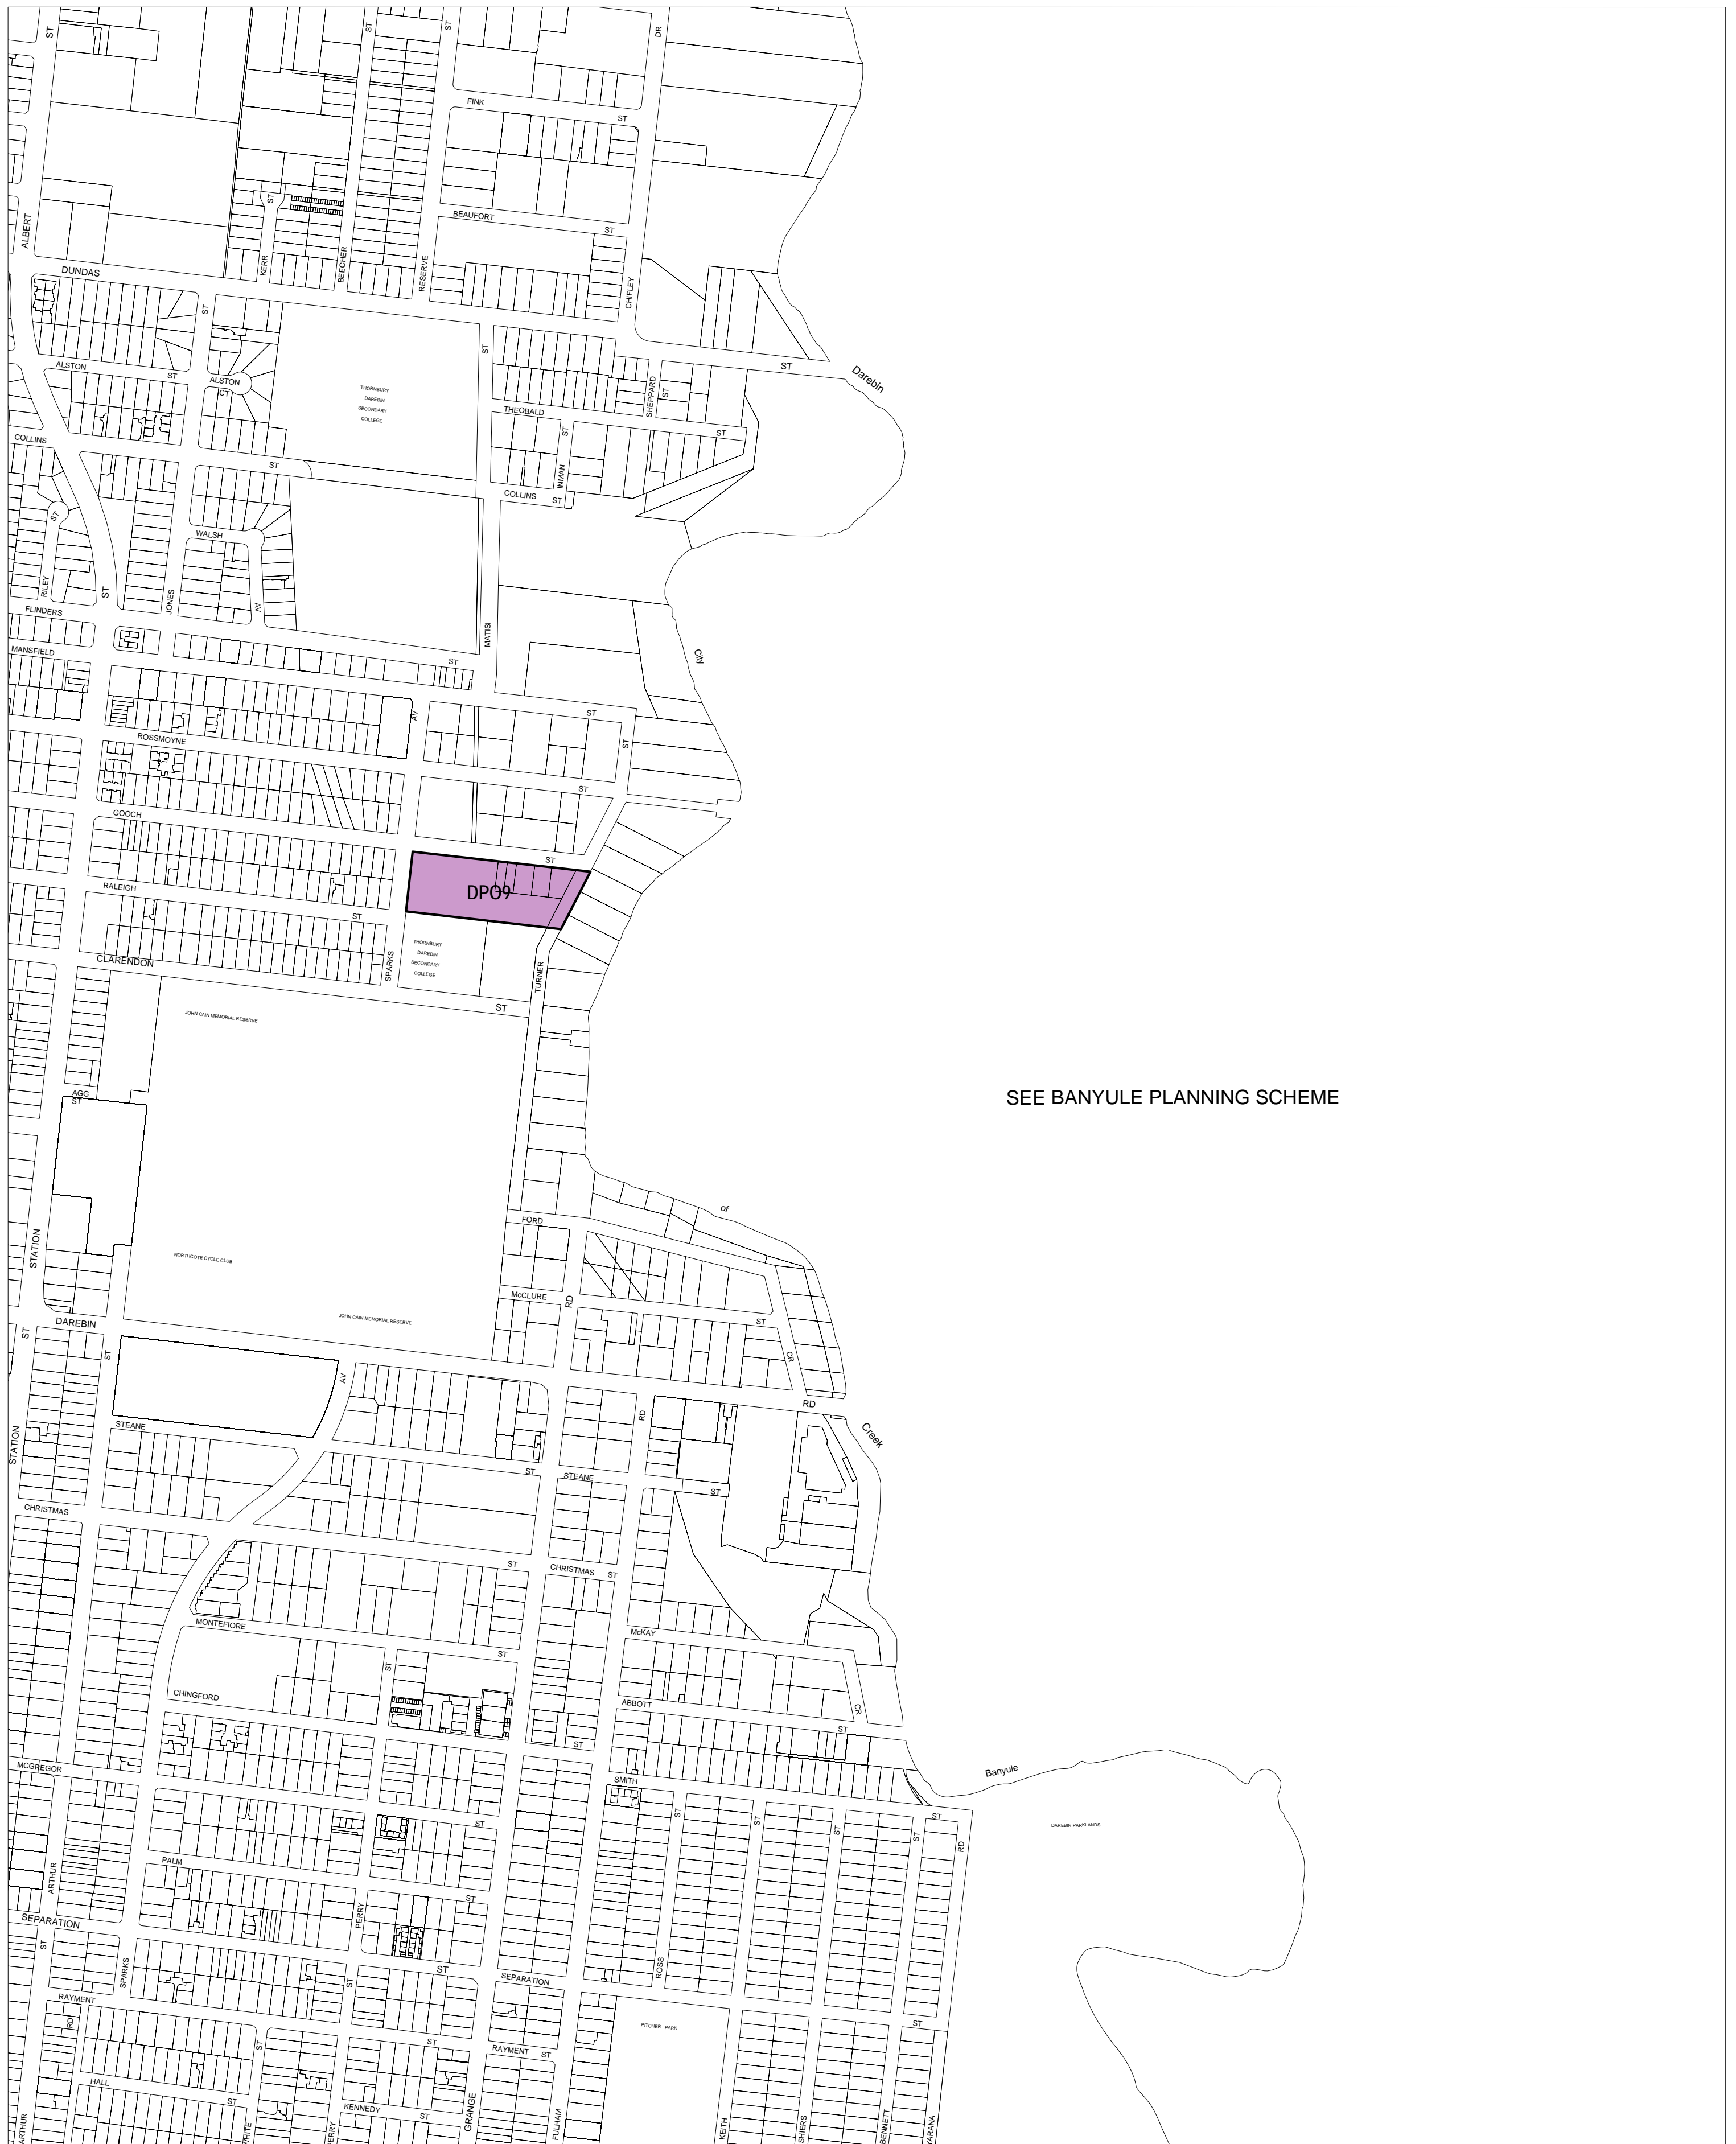 ST
ST
ST
DR
FINK
ST
ST
ALBERT
BEAUFORT
ST
KERR
BEECHER
RESERVE
CHIFLEY
DUNDAS
ST
ST
ST
Darebin
ALSTON
ST
ALSTON
CT
THORNBURY
DAREBIN
SECONDARY
COLLEGE
SHEPPARD
ST
THEOBALD
ST
ST
COLLINS
ST
INMAN
COLLINS
ST
ST
WALSH
RILEY
ST
JONES
AV
FLINDERS
MATISI
MANSFIELD
ST
City
AV
ST
ST
ROSSMOYNE
ST
GOOCH
ST
DPO9
RALEIGH
ST
THORNBURY
DAREBIN
SECONDARY
COLLEGE
CLARENDON
SPARKS
TURNER
ST
JOHN CAIN MEMORIAL RESERVE
AGG
ST
SEE BANYULE PLANNING SCHEME
of
FORD
STATION
NORTHCOTE CYCLE CLUB
McCLURE
RD
JOHN CAIN MEMORIAL RESERVE
DAREBIN
ST
ST
ST
CR
AV
RD
RD
Creek
STEANE
STATION
ST
STEANE
ST
CHRISTMAS
ST
CHRISTMAS
ST
MONTEFIORE
ST
McKAY
ST
CHINGFORD
ABBOTT
CR
ST
ST
MCGREGOR
Banyule
SMITH
ST
ST
ST
ST
ST
RD
ST
DAREBIN PARKLANDS
PALM
ARTHUR
ST
PERRY
SEPARATION
ST
SPARKS
ST
ST
SEPARATION
ROSS
RAYMENT
RD
ST
PITCHER PARK
ST
ST
RAYMENT
ST
HALL
ST
KENNEDY
ST
ARTHUR
WHITE
PERRY
GRANGE
FULHAM
KEITH
SHIERS
BENNETT
YARANA